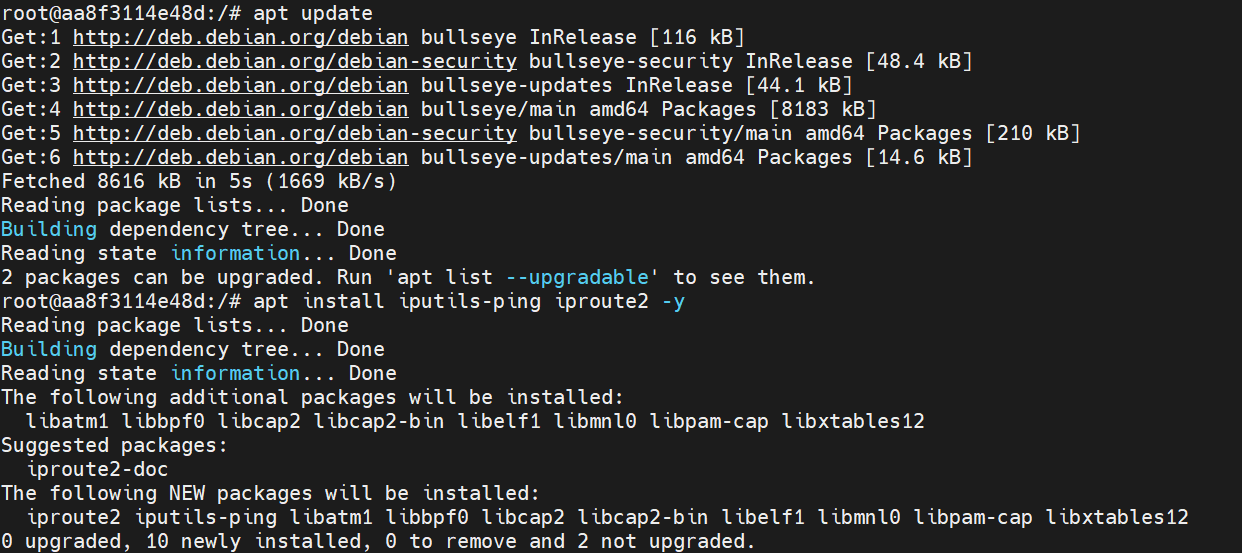 root@aa8f3114e48d:/# apt update
Get:1 http://deb.debian.org/debian bullseye InRelease [116 kB]
Get:2 http://deb.debian.org/debian-security bullseye-security InRelease [48.4 kB]
Get:3 http://deb.debian.org/debian bullseye-updates InRelease [44.1 kB]
Get:4 http://deb.debian.org/debian bullseye/main amd64 Packages [8183 kB]
Get:5 http://deb.debian.org/debian-security bullseye-security/main amd64 Packages [210 kB]
Get:6 http://deb.debian.org/debian bullseye-updates/main amd64 Packages [14.6 kB]
Fetched 8616 kB in 5s (1669 kB/s)
Reading package lists... Done
Building dependency tree... Done
Reading state information... Done
2 packages can be upgraded. Run 'apt list --upgradable' to see them.
root@aa8f3114e48d:/# apt install iputils-ping iproute2 -y
Reading package lists... Done
Building dependency tree... Done
Reading state information... Done
The following additional packages will be installed:
  libatm1 libbpf0 libcap2 libcap2-bin libelf1 libmnl0 libpam-cap libxtables12
Suggested packages:
  iproute2-doc
The following NEW packages will be installed:
  iproute2 iputils-ping libatm1 libbpf0 libcap2 libcap2-bin libelf1 libmnl0 libpam-cap libxtables12
0 upgraded, 10 newly installed, 0 to remove and 2 not upgraded.